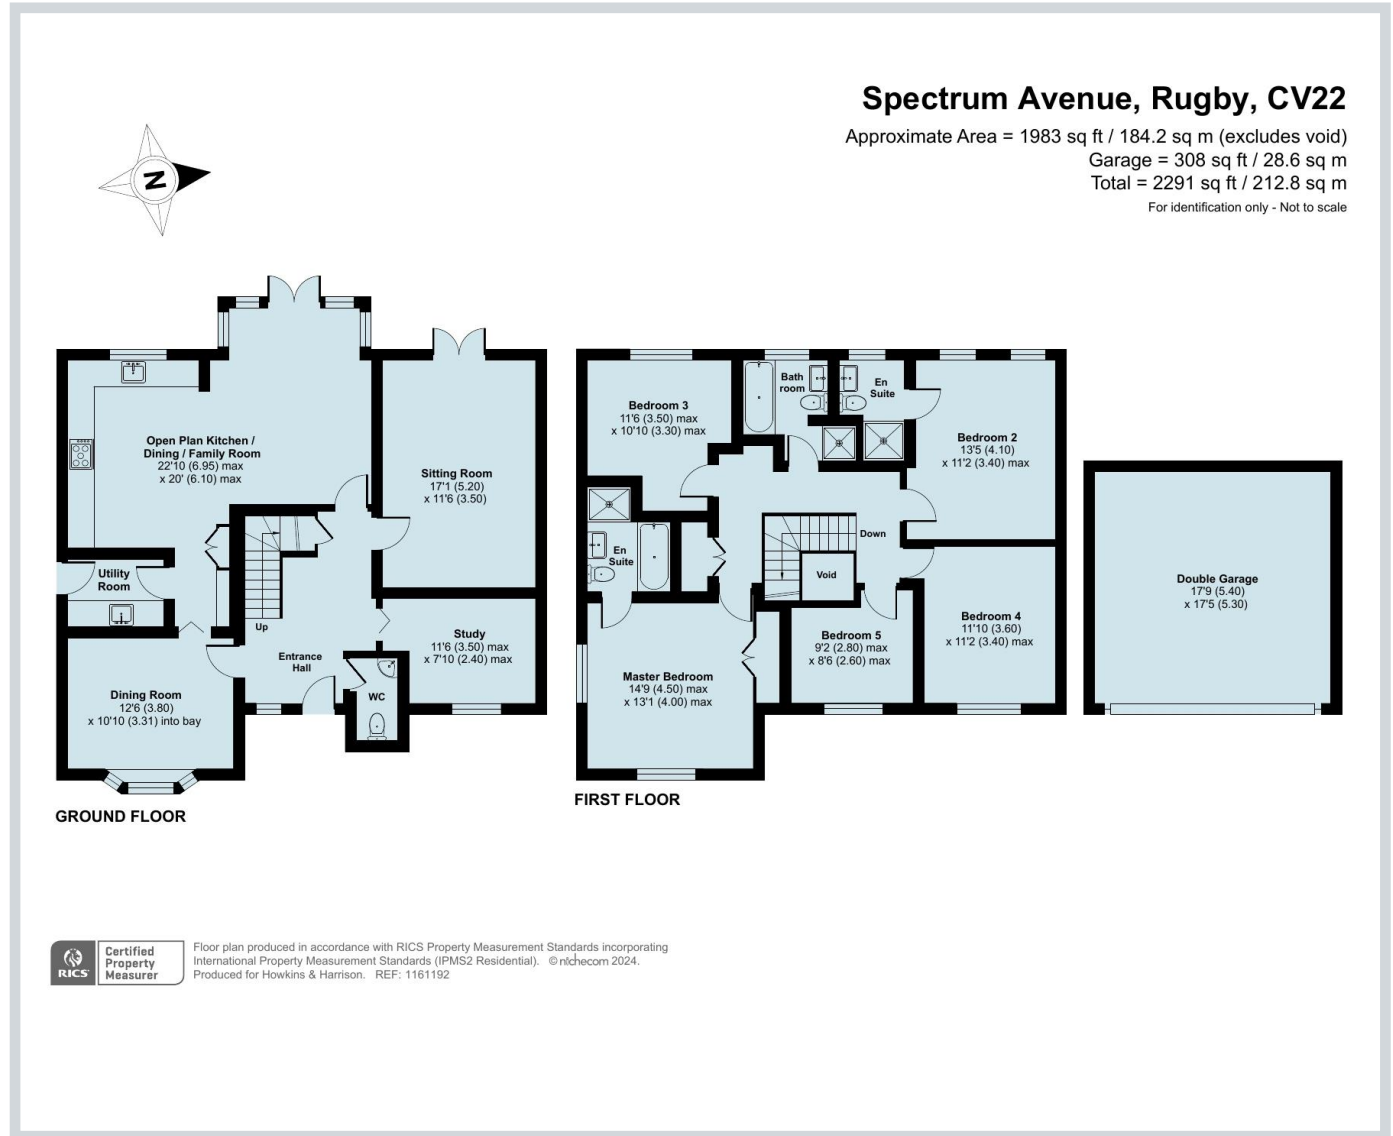 Spectrum Avenue, Rugby, CV22
Approximate Area = 1983 sq ft / 184.2 sq m (excludes void)
Garage = 308 sq ft / 28.6 sq m
Total = 2291 sq ft / 212.8 sq m
For identification only - Not to scale
N
Open Plan Kitchen /
Dining / Family Room
22'10 (6.95) max
x 20' (6.10) max
Sitting Room
17'1 (5.20)
x 11'6 (3.50)
Utility
Room
Up
Entrance
Hall
Study
11'6 (3.50) max
x 7'10 (2.40) max
WC
Dining Room
12'6 (3.80)
x 10'10 (3.31) into bay
GROUND FLOOR
Bedroom 3
11'6 (3.50) max
x 10'10 (3.30) max
Bath
room
En
Suite
Bedroom 2
13'5 (4.10)
x 11'2 (3.40) max
En
Suite
Down
Void
Bedroom 4
11'10 (3.60)
x 11'2 (3.40) max
Bedroom 5
9'2 (2.80) max
x 8'6 (2.60) max
Master Bedroom
14'9 (4.50) max
x 13'1 (4.00) max
FIRST FLOOR
Double Garage
17'9 (5.40)
x 17'5 (5.30)
RICS
Certified
Property
Measurer
Floor plan produced in accordance with RICS Property Measurement Standards incorporating
International Property Measurement Standards (IPMS2 Residential). © nıchecom 2024.
Produced for Howkins & Harrison. REF: 1161192